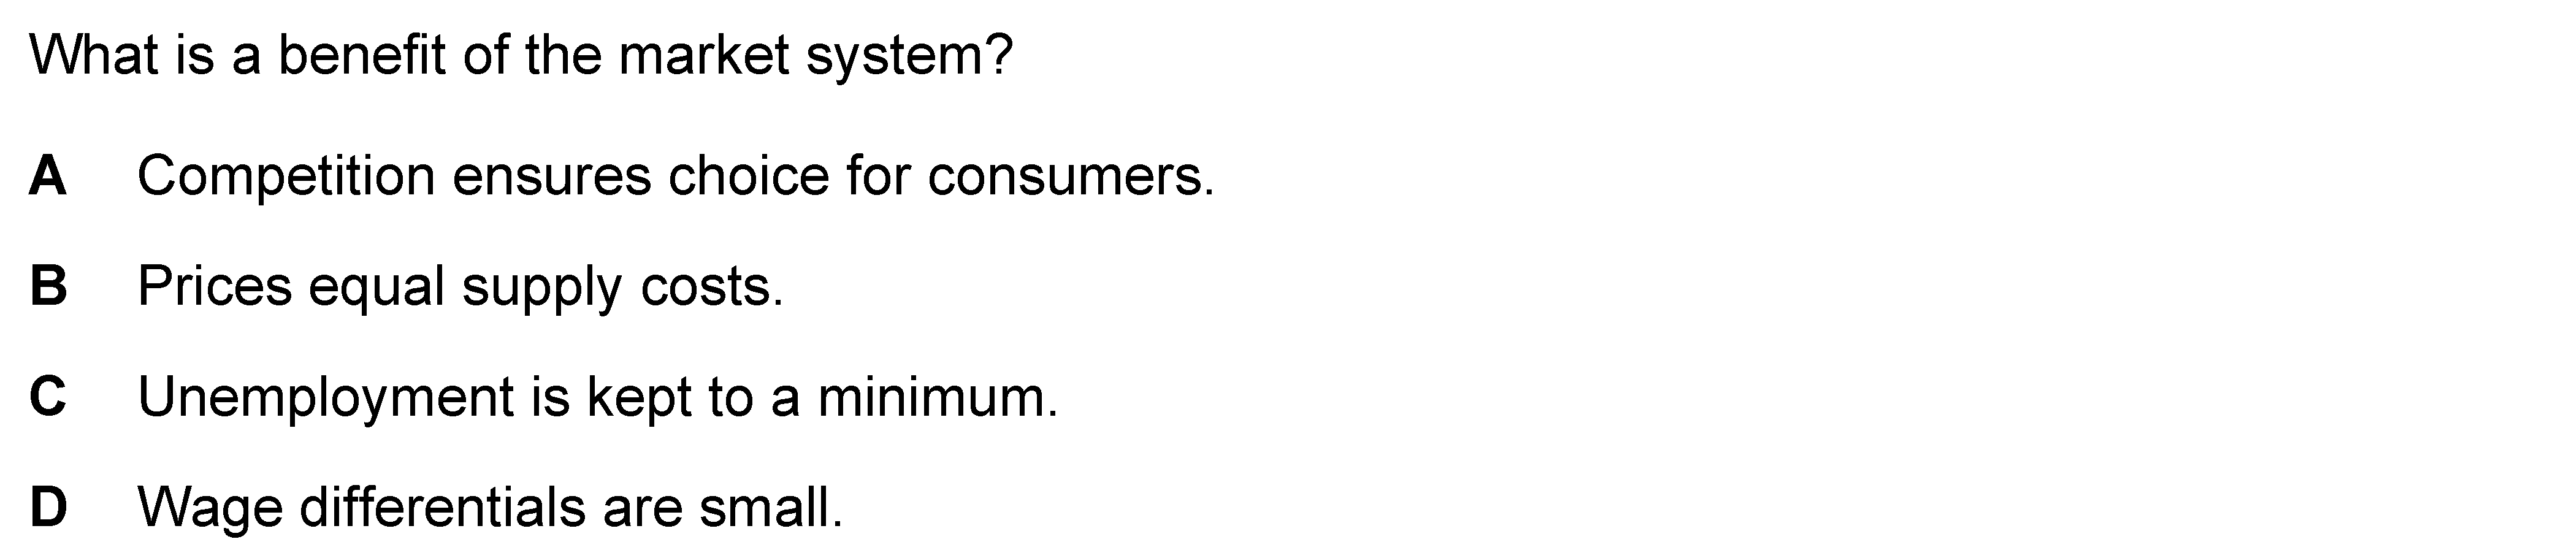 What is a benefit of the market system?
A Competition ensures choice for consumers.
B Prices equal supply costs.
C Unemployment is kept to a minimum.
D Wage differentials are small.